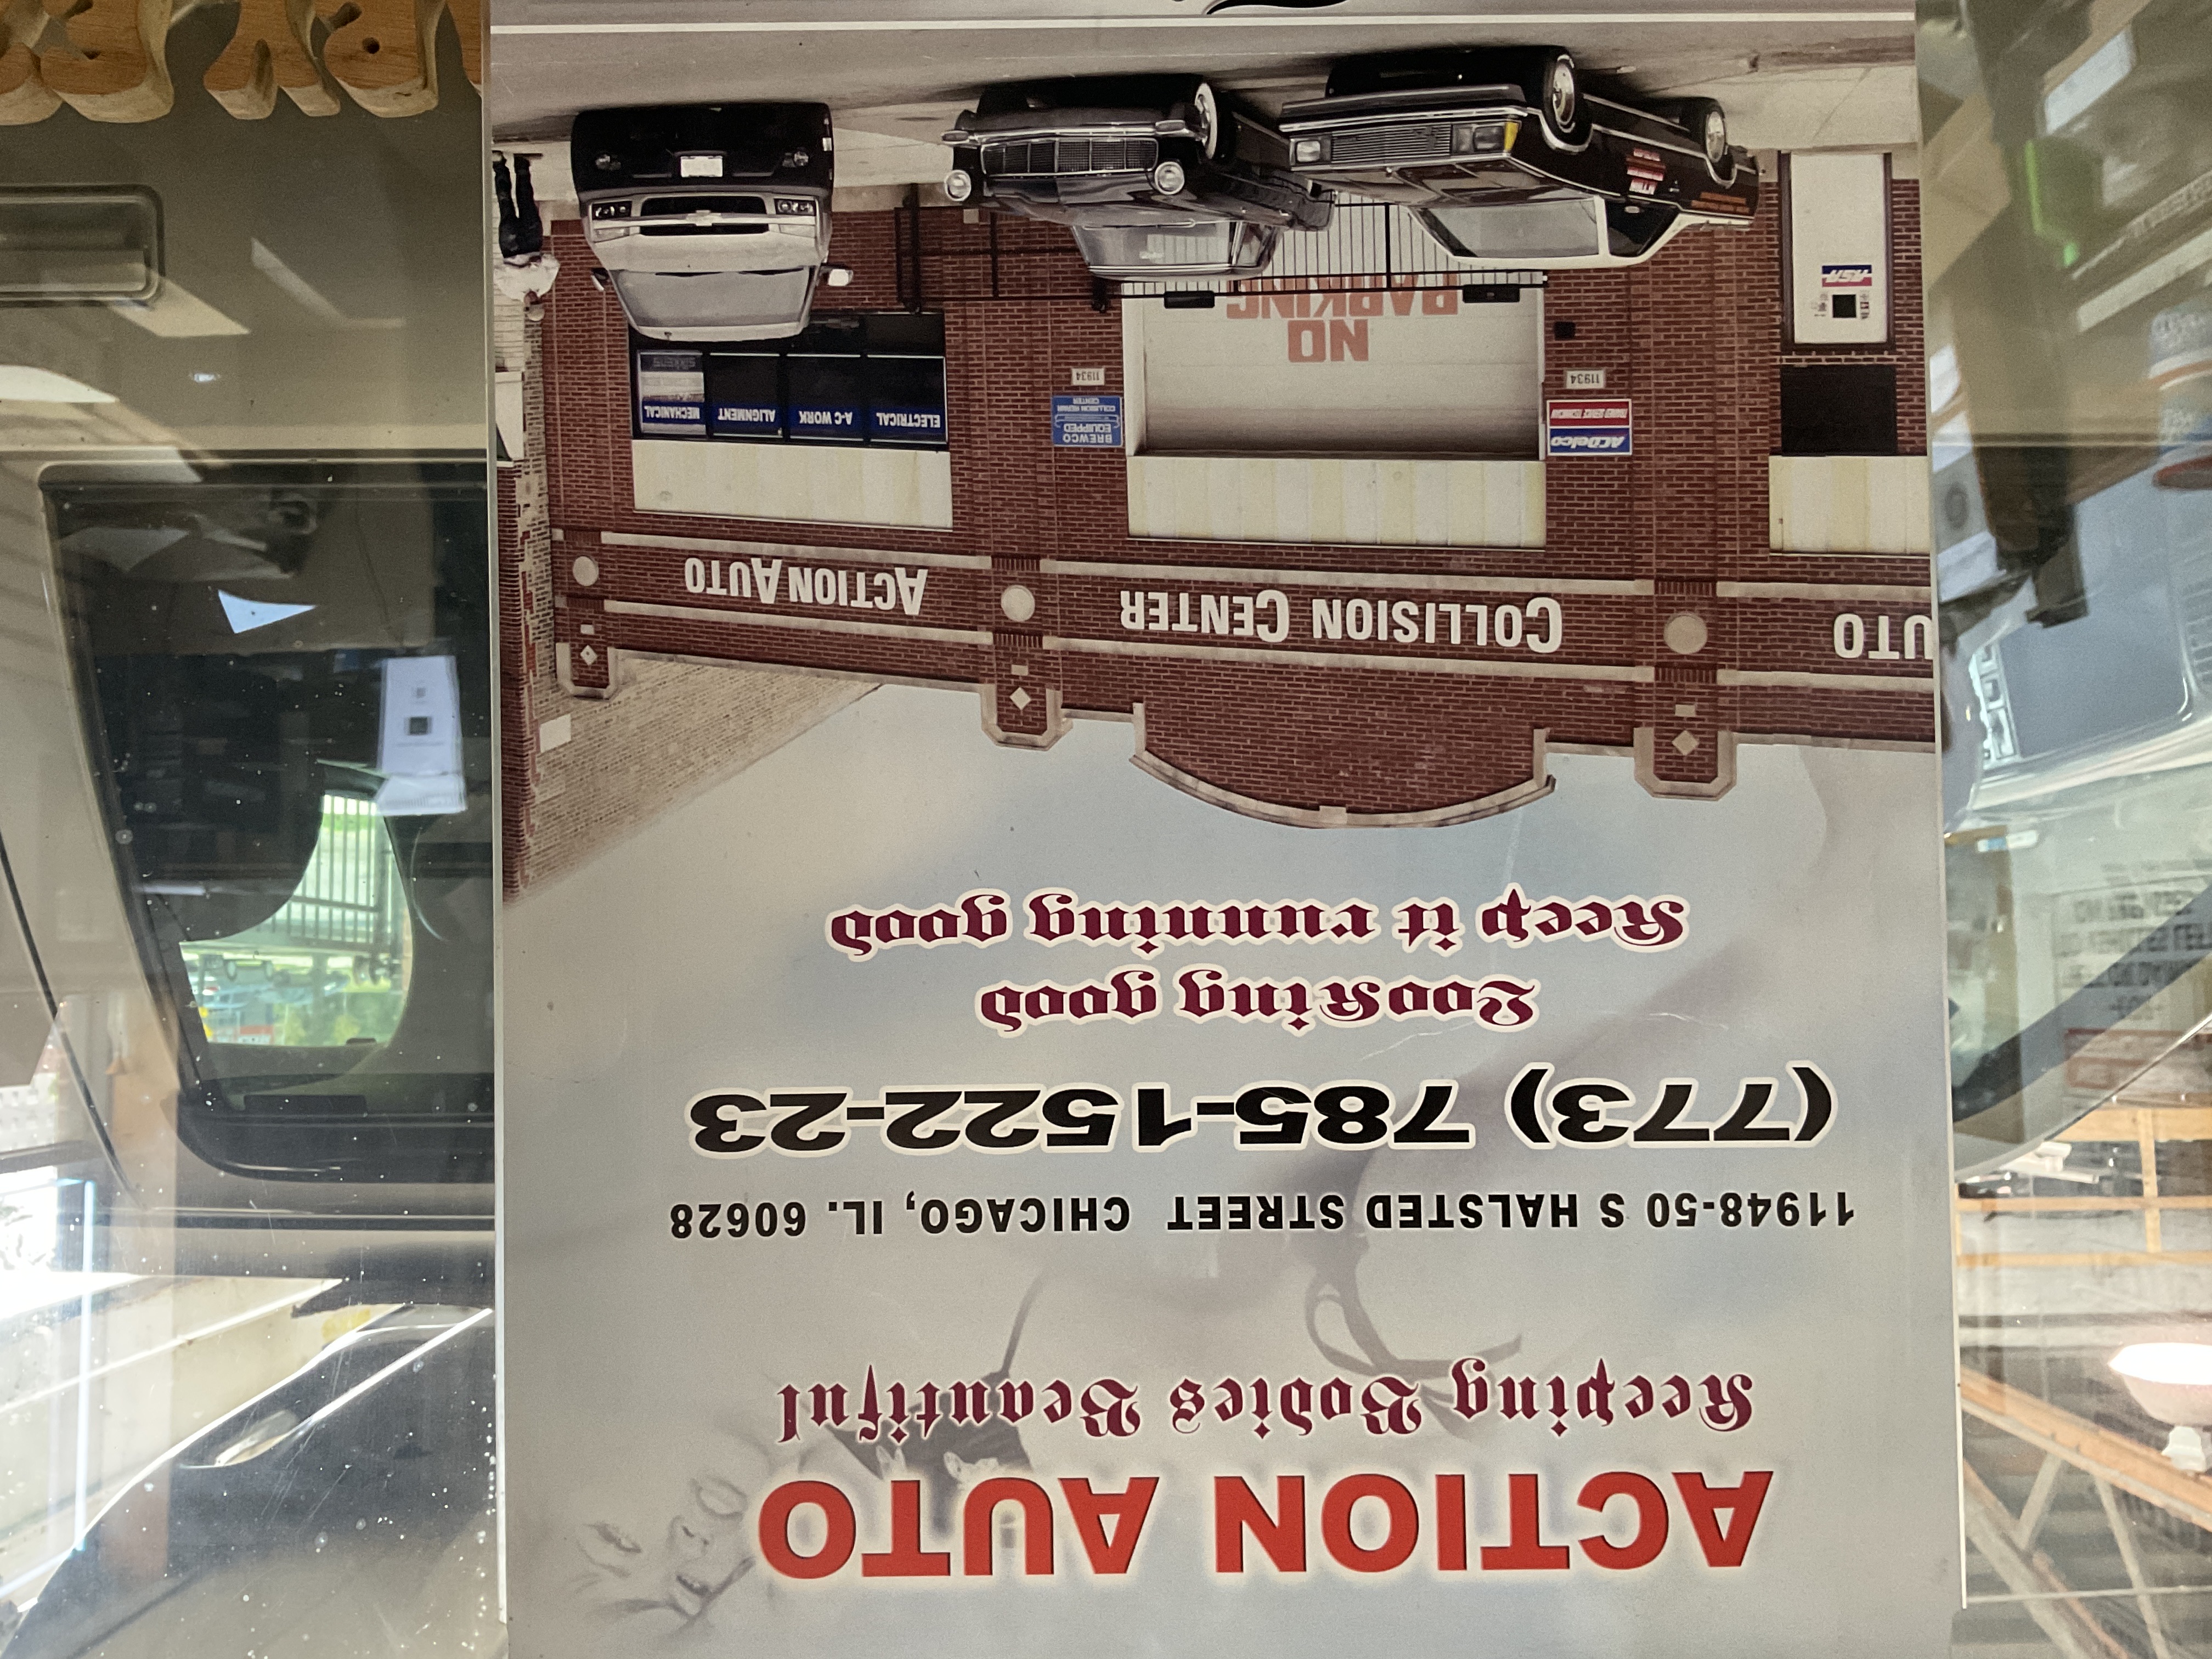 ACTION AUTO
Keeping Bodies Beautiful
11948-50 S HALSTED STREET CHICAGO, IL. 60628
(773) 785-1522-23
Looking good
Keep it running good
UTO
COLLISION CENTER
ACTION AUTO
ACDelco
BREWCO
EQUIPPED
COLLISION REPAIR
CENTER
ELECTRICAL
A-C WORK
ALIGNMENT
MECHANICAL
11934
11934
NO
PARKING
ASA